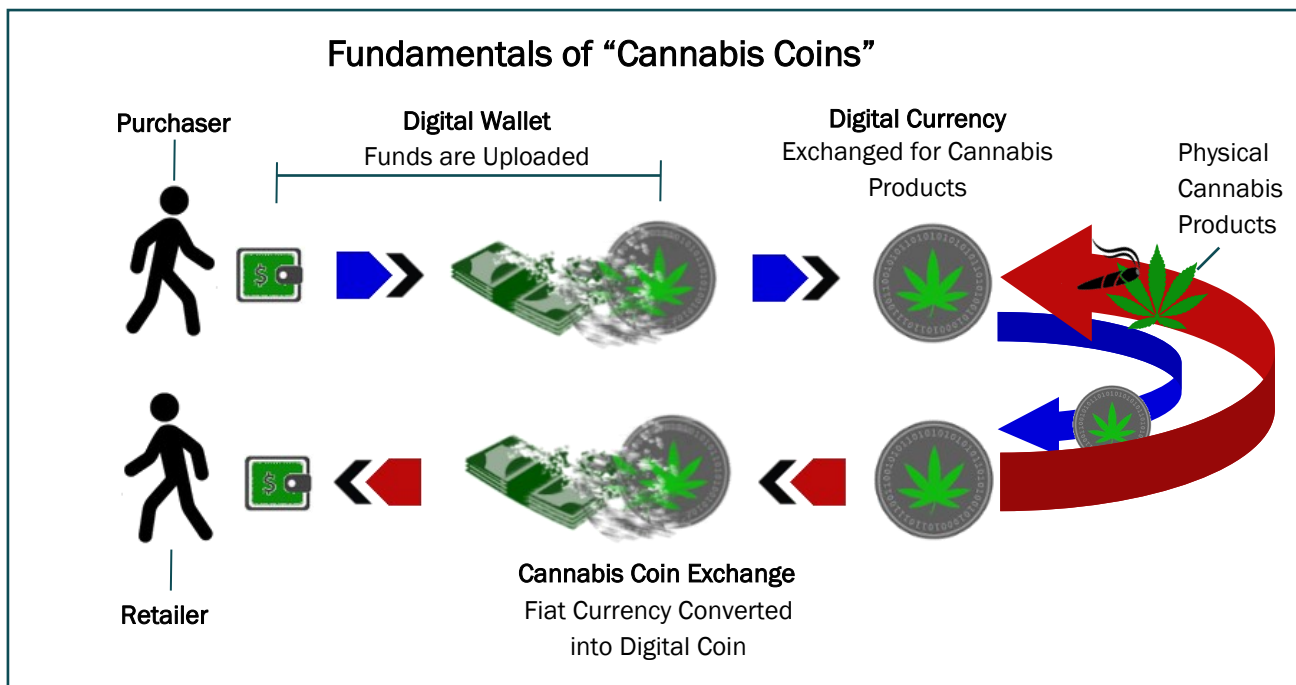 Fundamentals of “Cannabis Coins”
Purchaser
Digital Wallet
Funds are Uploaded
Digital Currency
Exchanged for Cannabis
Products
Physical
Cannabis
Products
$
$
Cannabis Coin Exchange
Fiat Currency Converted
into Digital Coin
Retailer